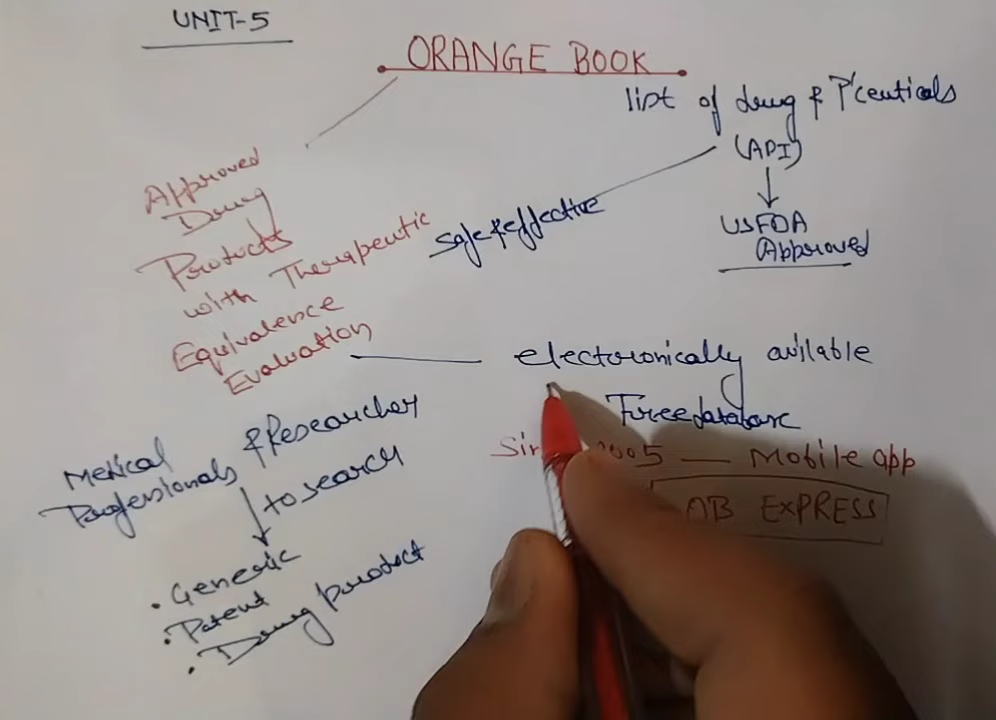 UNIT-5
ORANGE BOOK
list of drug & P'ceuticals
(API)
USFDA
Approved
safe & effective
Approved
Drug
Products
with Therapeutic
Equivalence
Evaluation
electronically available
Free database
2005 — Mobile app
OB EXPRESS
Medical
Professionals & Researcher
to search
• Generic
• Patent
• Drug product